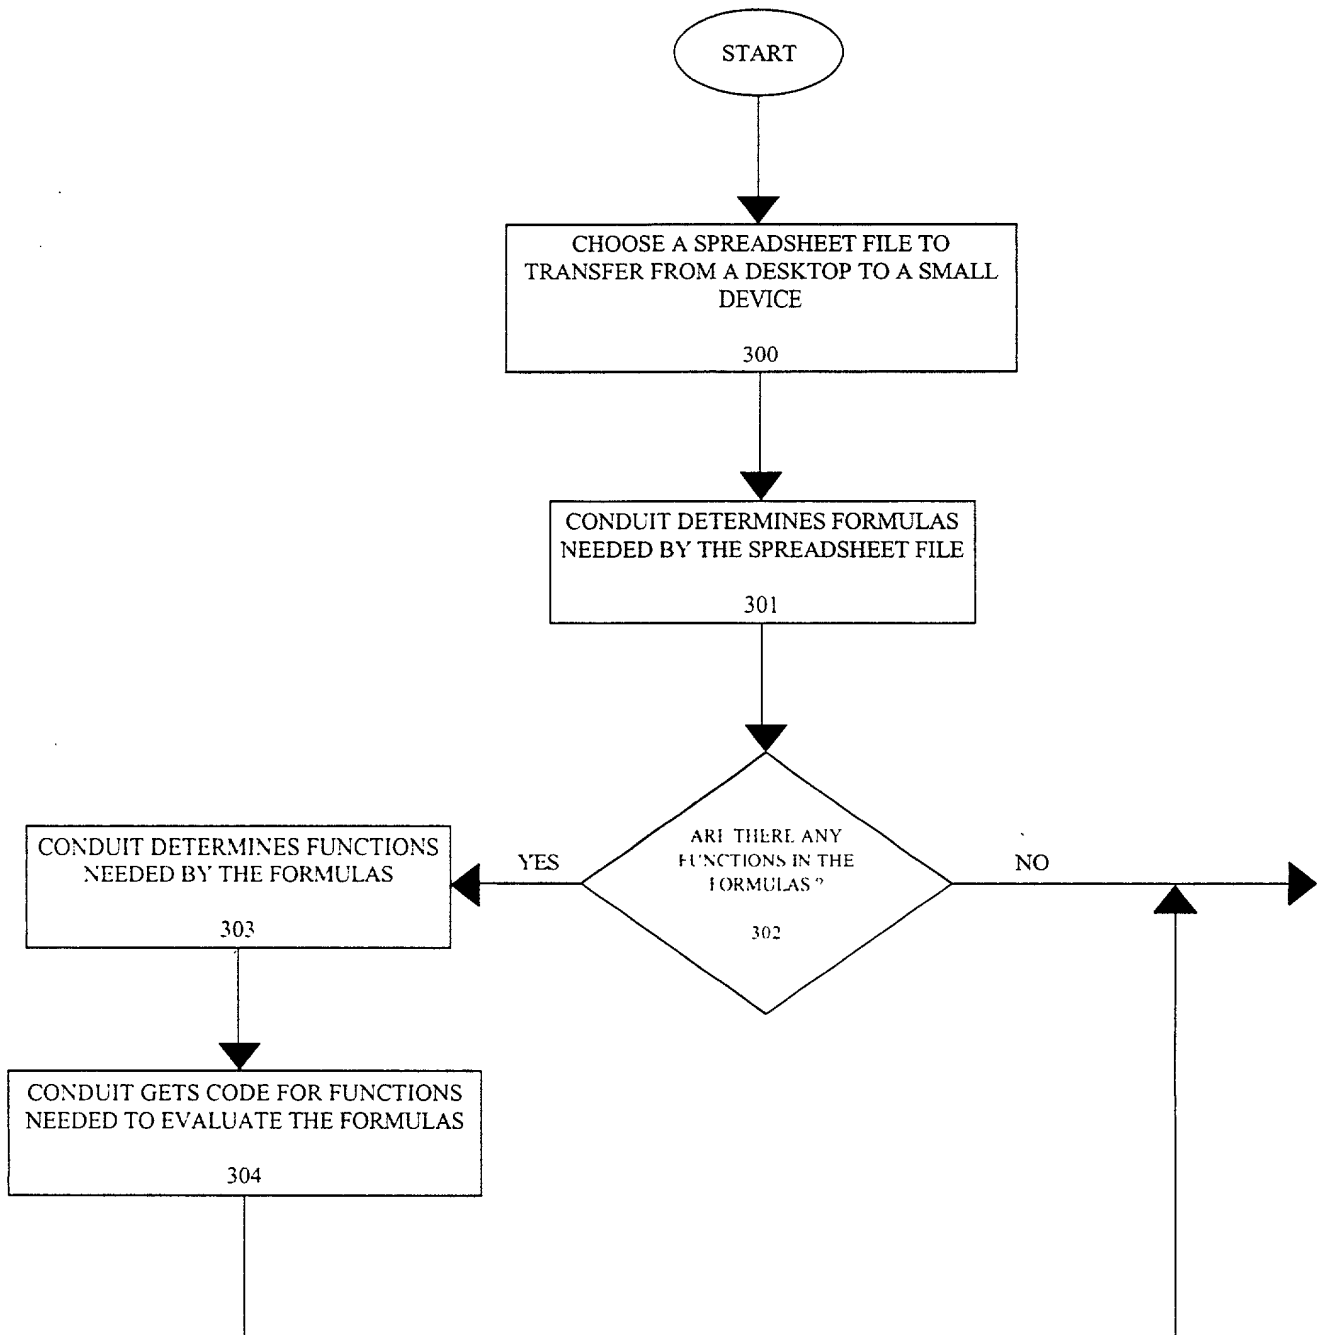 START
CHOOSE A SPREADSHEET FILE TO
TRANSFER FROM A DESKTOP TO A SMALL
DEVICE
300
CONDUIT DETERMINES FORMULAS
NEEDED BY THE SPREADSHEET FILE
301
ARE THERE ANY
FUNCTIONS IN THE
FORMULAS ?
302
YES
NO
CONDUIT DETERMINES FUNCTIONS
NEEDED BY THE FORMULAS
303
CONDUIT GETS CODE FOR FUNCTIONS
NEEDED TO EVALUATE THE FORMULAS
304